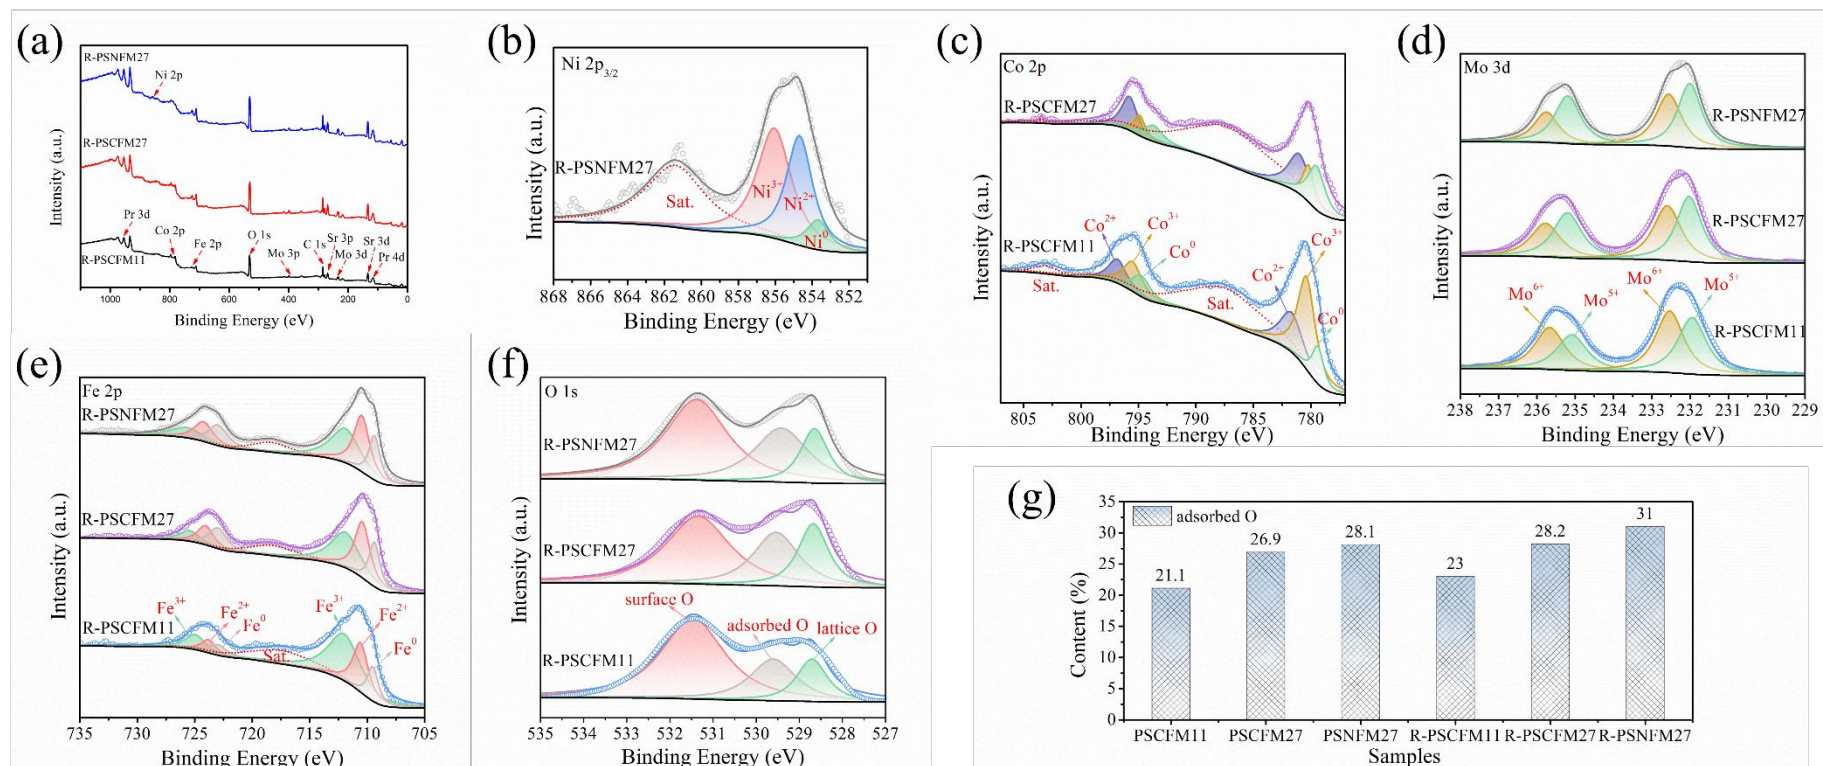 (a)
R-PSNFM27
Ni 2p
R-PSCFM27
Pr 3d
Co 2p
Fe 2p
O 1s
Mo 3p
C 1s
Sr 3p
Mo 3d
Sr 3d
Pr 4d
R-PSCFM11
1000 800 600 400 200 0
Binding Energy (eV)
Intensity (a.u.)
(b)
Ni 2p3/2
R-PSNFM27
Sat.
Ni3+
Ni2+
Ni0
868 866 864 862 860 858 856 854 852
Binding Energy (eV)
Intensity (a.u.)
(c)
Co 2p
R-PSCFM27
R-PSCFM11
Co2+
Co3+
Co0
Sat.
Sat.
Co2+
Co3+
Co0
805 800 795 790 785 780
Binding Energy (eV)
Intensity (a.u.)
(d)
Mo 3d
R-PSNFM27
R-PSCFM27
Mo6+
Mo5+
Mo6+
Mo5+
R-PSCFM11
238 237 236 235 234 233 232 231 230 229
Binding Energy (eV)
Intensity (a.u.)
(e)
Fe 2p
R-PSNFM27
R-PSCFM27
R-PSCFM11
Fe3+
Fe2+
Fe0
Sat.
Fe3+
Fe2+
Fe0
735 730 725 720 715 710 705
Binding Energy (eV)
Intensity (a.u.)
(f)
O 1s
R-PSNFM27
R-PSCFM27
surface O
adsorbed O
lattice O
R-PSCFM11
535 534 533 532 531 530 529 528 527
Binding Energy (eV)
Intensity (a.u.)
(g)
adsorbed O
35
30
25
20
15
10
5
0
21.1
26.9
28.1
23
28.2
31
PSCFM11 PSCFM27 PSNFM27 R-PSCFM11 R-PSCFM27 R-PSNFM27
Samples
Content (%)